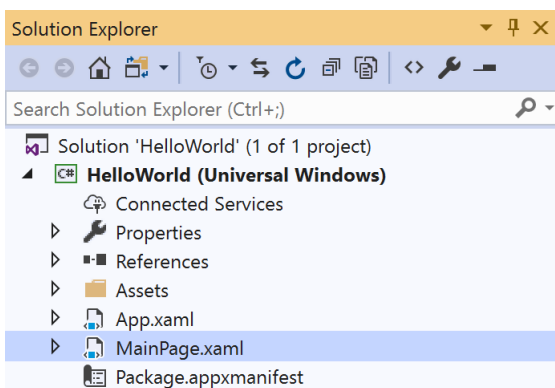 Solution Explorer
Search Solution Explorer (Ctrl+;)
Solution 'HelloWorld' (1 of 1 project)
C# HelloWorld (Universal Windows)
Connected Services
Properties
References
Assets
App.xaml
MainPage.xaml
Package.appxmanifest